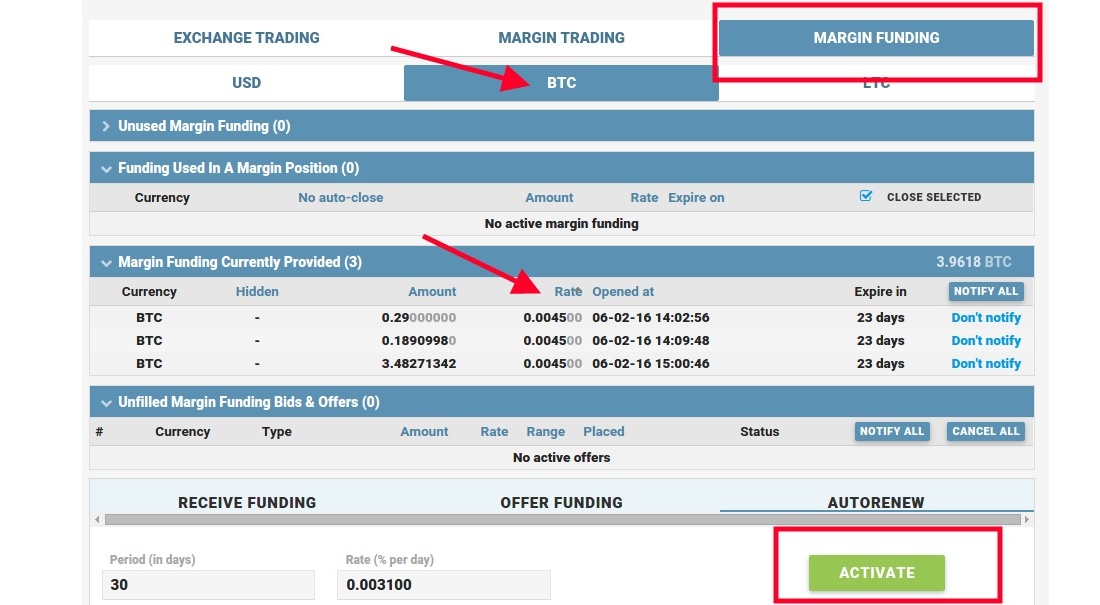 EXCHANGE TRADING MARGIN TRADING MARGIN FUNDING
USD BTC LTC
Unused Margin Funding (0)
Funding Used In A Margin Position (0)
Currency No auto-close Amount Rate Expire on CLOSE SELECTED
No active margin funding
Margin Funding Currently Provided (3) 3.9618 BTC
Currency Hidden Amount Rate Opened at Expire in NOTIFY ALL
BTC - 0.29000000 0.004500 06-02-16 14:02:56 23 days Don't notify
BTC - 0.18909980 0.004500 06-02-16 14:09:48 23 days Don't notify
BTC - 3.48271342 0.004500 06-02-16 15:00:46 23 days Don't notify
Unfilled Margin Funding Bids & Offers (0)
# Currency Type Amount Rate Range Placed Status NOTIFY ALL CANCEL ALL
No active offers
RECEIVE FUNDING OFFER FUNDING AUTORENEW
Period (in days) Rate (% per day)
30 0.003100 ACTIVATE